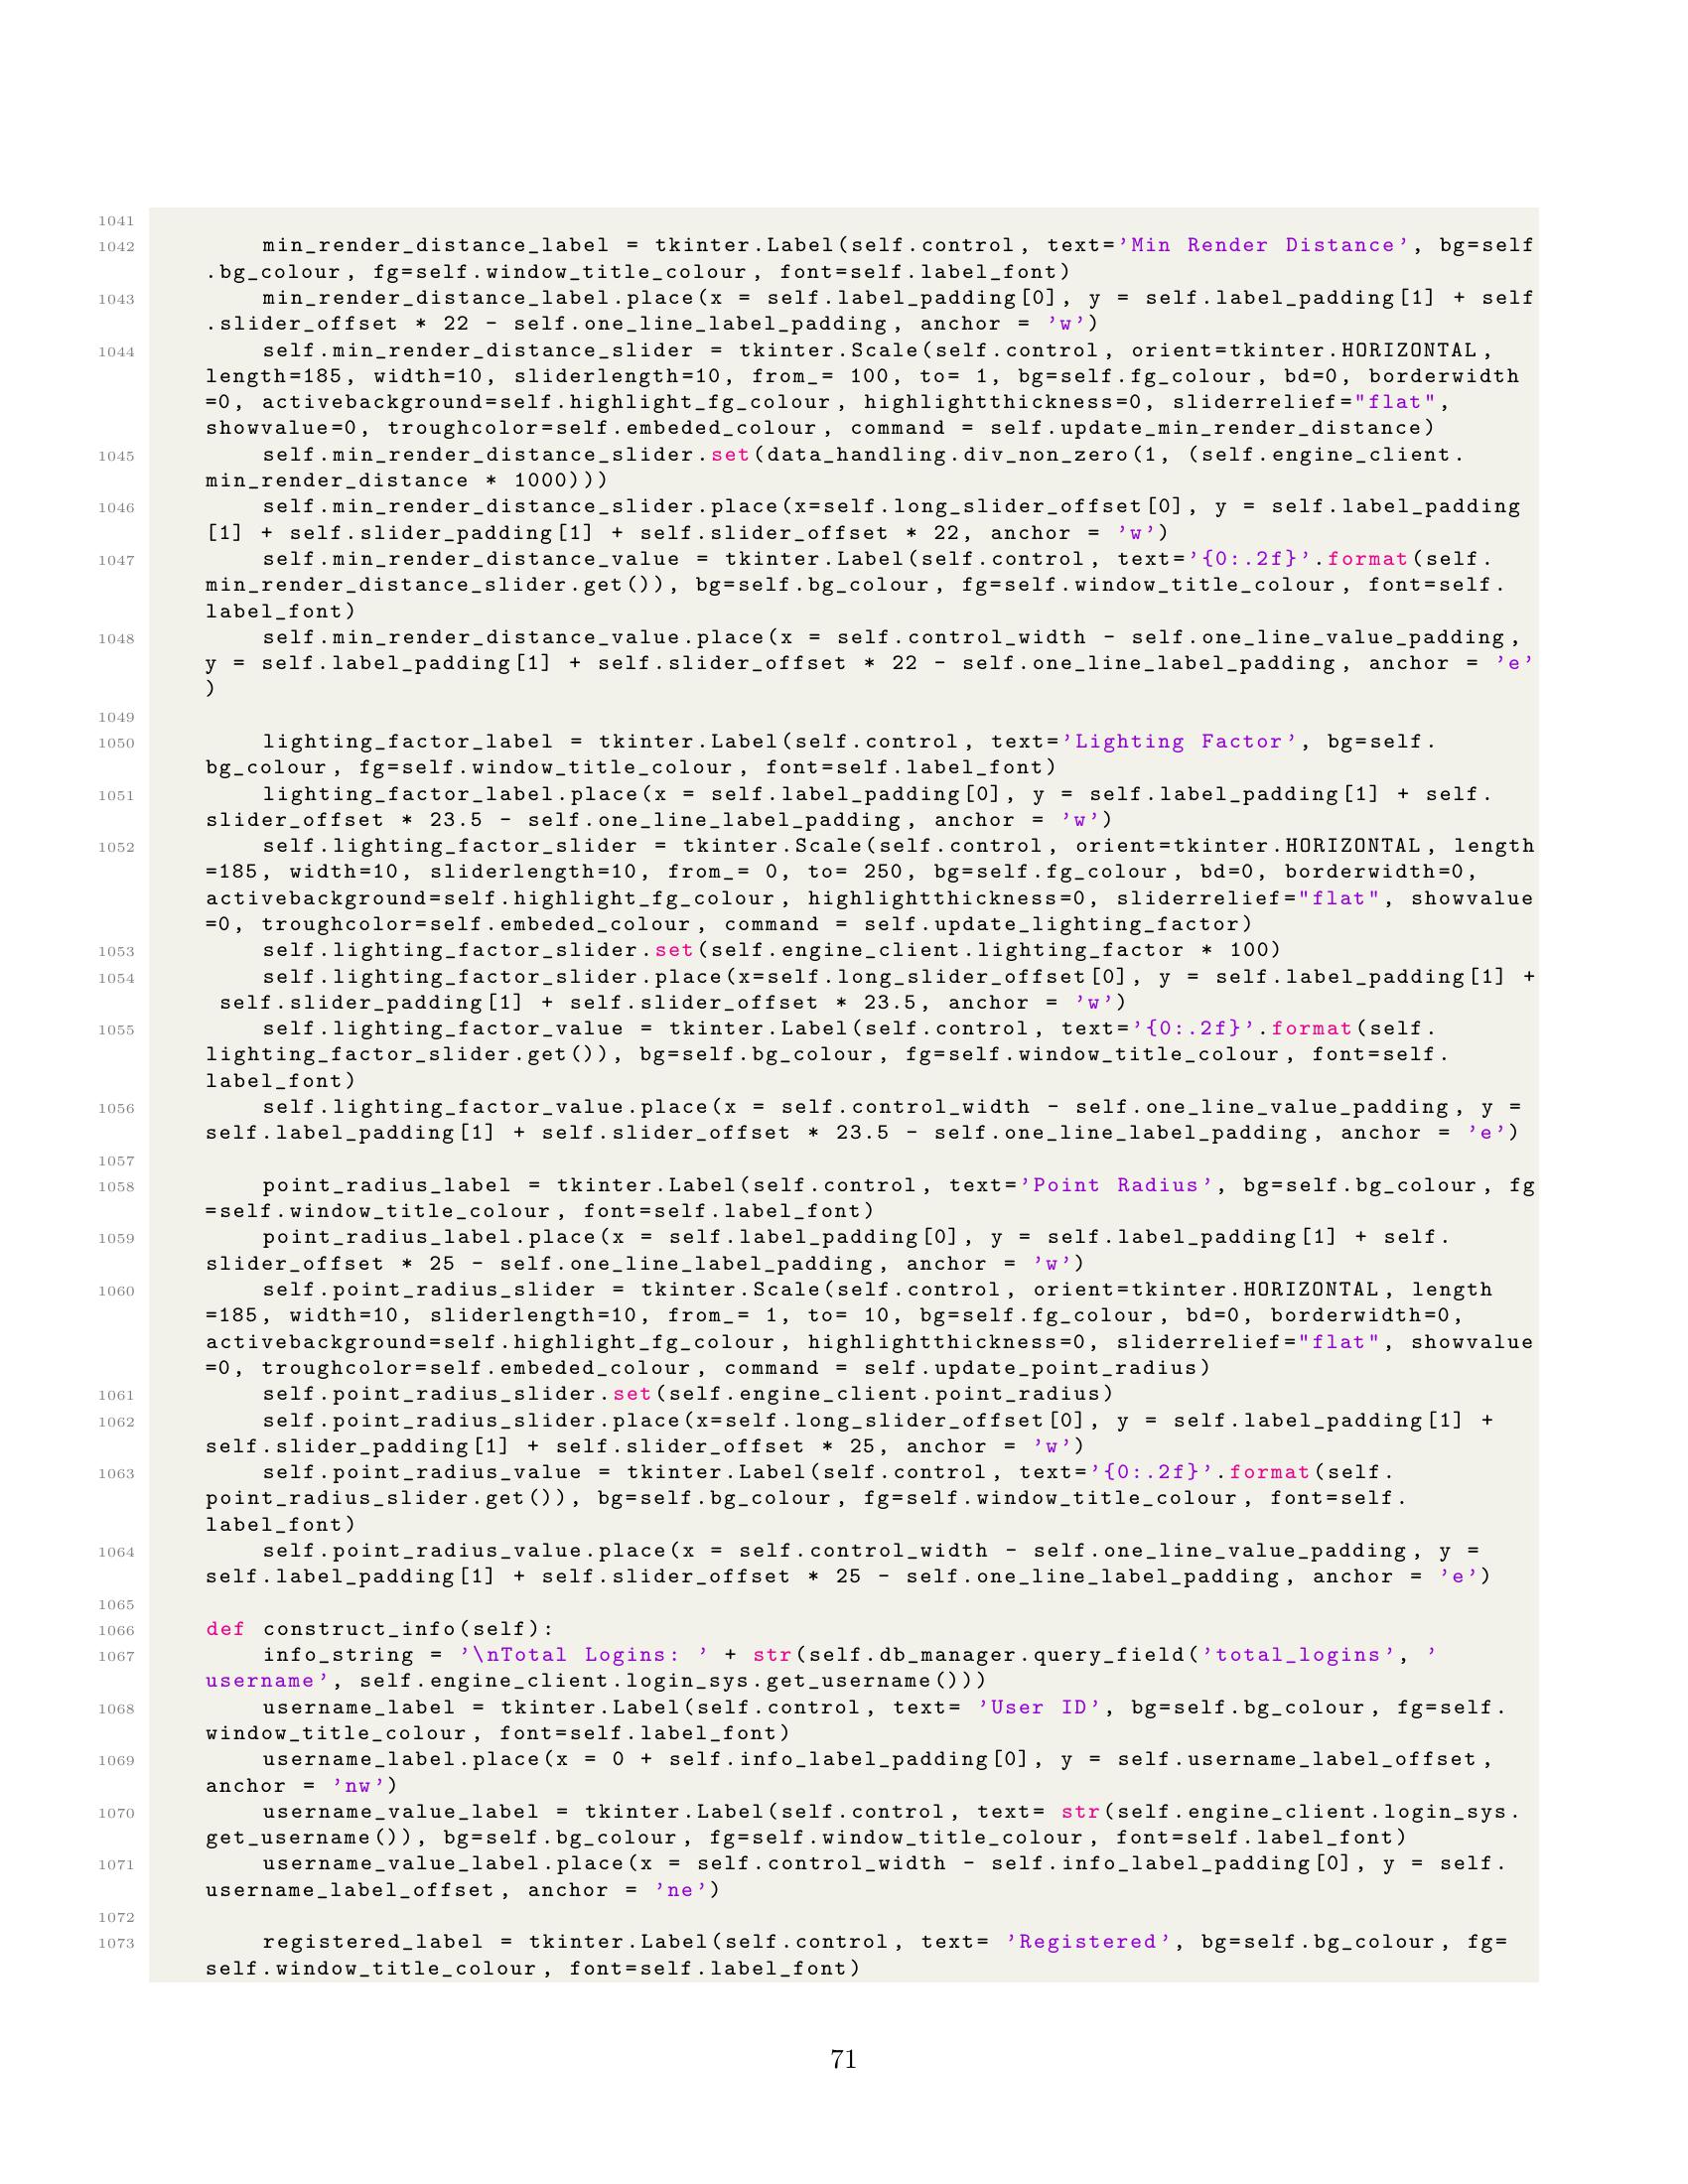 1041
1042 min_render_distance_label = tkinter.Label(self.control, text='Min Render Distance', bg=self
.bg_colour, fg=self.window_title_colour, font=self.label_font)
1043 min_render_distance_label.place(x = self.label_padding[0], y = self.label_padding[1] + self
.slider_offset * 22 - self.one_line_label_padding, anchor = 'w')
1044 self.min_render_distance_slider = tkinter.Scale(self.control, orient=tkinter.HORIZONTAL,
length=185, width=10, sliderlength=10, from_= 100, to= 1, bg=self.fg_colour, bd=0, borderwidth
=0, activebackground=self.highlight_fg_colour, highlightthickness=0, sliderrelief="flat",
showvalue=0, troughcolor=self.embeded_colour, command = self.update_min_render_distance)
1045 self.min_render_distance_slider.set(data_handling.div_non_zero(1, (self.engine_client.
min_render_distance * 1000)))
1046 self.min_render_distance_slider.place(x=self.long_slider_offset[0], y = self.label_padding
[1] + self.slider_padding[1] + self.slider_offset * 22, anchor = 'w')
1047 self.min_render_distance_value = tkinter.Label(self.control, text='{0:.2f}'.format(self.
min_render_distance_slider.get()), bg=self.bg_colour, fg=self.window_title_colour, font=self.
label_font)
1048 self.min_render_distance_value.place(x = self.control_width - self.one_line_value_padding,
y = self.label_padding[1] + self.slider_offset * 22 - self.one_line_label_padding, anchor = 'e'
)
1049
1050 lighting_factor_label = tkinter.Label(self.control, text='Lighting Factor', bg=self.
bg_colour, fg=self.window_title_colour, font=self.label_font)
1051 lighting_factor_label.place(x = self.label_padding[0], y = self.label_padding[1] + self.
slider_offset * 23.5 - self.one_line_label_padding, anchor = 'w')
1052 self.lighting_factor_slider = tkinter.Scale(self.control, orient=tkinter.HORIZONTAL, length
=185, width=10, sliderlength=10, from_= 0, to= 250, bg=self.fg_colour, bd=0, borderwidth=0,
activebackground=self.highlight_fg_colour, highlightthickness=0, sliderrelief="flat", showvalue
=0, troughcolor=self.embeded_colour, command = self.update_lighting_factor)
1053 self.lighting_factor_slider.set(self.engine_client.lighting_factor * 100)
1054 self.lighting_factor_slider.place(x=self.long_slider_offset[0], y = self.label_padding[1] +
self.slider_padding[1] + self.slider_offset * 23.5, anchor = 'w')
1055 self.lighting_factor_value = tkinter.Label(self.control, text='{0:.2f}'.format(self.
lighting_factor_slider.get()), bg=self.bg_colour, fg=self.window_title_colour, font=self.
label_font)
1056 self.lighting_factor_value.place(x = self.control_width - self.one_line_value_padding, y =
self.label_padding[1] + self.slider_offset * 23.5 - self.one_line_label_padding, anchor = 'e')
1057
1058 point_radius_label = tkinter.Label(self.control, text='Point Radius', bg=self.bg_colour, fg
=self.window_title_colour, font=self.label_font)
1059 point_radius_label.place(x = self.label_padding[0], y = self.label_padding[1] + self.
slider_offset * 25 - self.one_line_label_padding, anchor = 'w')
1060 self.point_radius_slider = tkinter.Scale(self.control, orient=tkinter.HORIZONTAL, length
=185, width=10, sliderlength=10, from_= 1, to= 10, bg=self.fg_colour, bd=0, borderwidth=0,
activebackground=self.highlight_fg_colour, highlightthickness=0, sliderrelief="flat", showvalue
=0, troughcolor=self.embeded_colour, command = self.update_point_radius)
1061 self.point_radius_slider.set(self.engine_client.point_radius)
1062 self.point_radius_slider.place(x=self.long_slider_offset[0], y = self.label_padding[1] +
self.slider_padding[1] + self.slider_offset * 25, anchor = 'w')
1063 self.point_radius_value = tkinter.Label(self.control, text='{0:.2f}'.format(self.
point_radius_slider.get()), bg=self.bg_colour, fg=self.window_title_colour, font=self.
label_font)
1064 self.point_radius_value.place(x = self.control_width - self.one_line_value_padding, y =
self.label_padding[1] + self.slider_offset * 25 - self.one_line_label_padding, anchor = 'e')
1065
1066 def construct_info(self):
1067 info_string = '\nTotal Logins: ' + str(self.db_manager.query_field('total_logins', '
username', self.engine_client.login_sys.get_username()))
1068 username_label = tkinter.Label(self.control, text= 'User ID', bg=self.bg_colour, fg=self.
window_title_colour, font=self.label_font)
1069 username_label.place(x = 0 + self.info_label_padding[0], y = self.username_label_offset,
anchor = 'nw')
1070 username_value_label = tkinter.Label(self.control, text= str(self.engine_client.login_sys.
get_username()), bg=self.bg_colour, fg=self.window_title_colour, font=self.label_font)
1071 username_value_label.place(x = self.control_width - self.info_label_padding[0], y = self.
username_label_offset, anchor = 'ne')
1072
1073 registered_label = tkinter.Label(self.control, text= 'Registered', bg=self.bg_colour, fg=
self.window_title_colour, font=self.label_font)
71